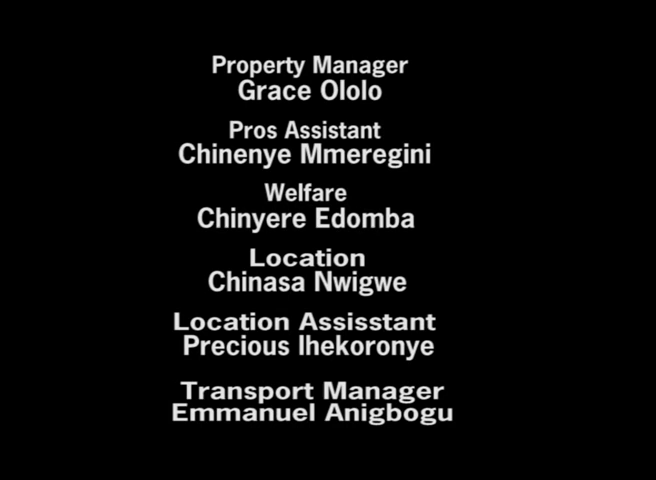 Property Manager
Grace Ololo
Pros Assistant
Chinenye Mmeregini
Welfare
Chinyere Edomba
Location
Chinasa Nwigwe
Location Assisstant
Precious Ihekoronye
Transport Manager
Emmanuel Anigbogu